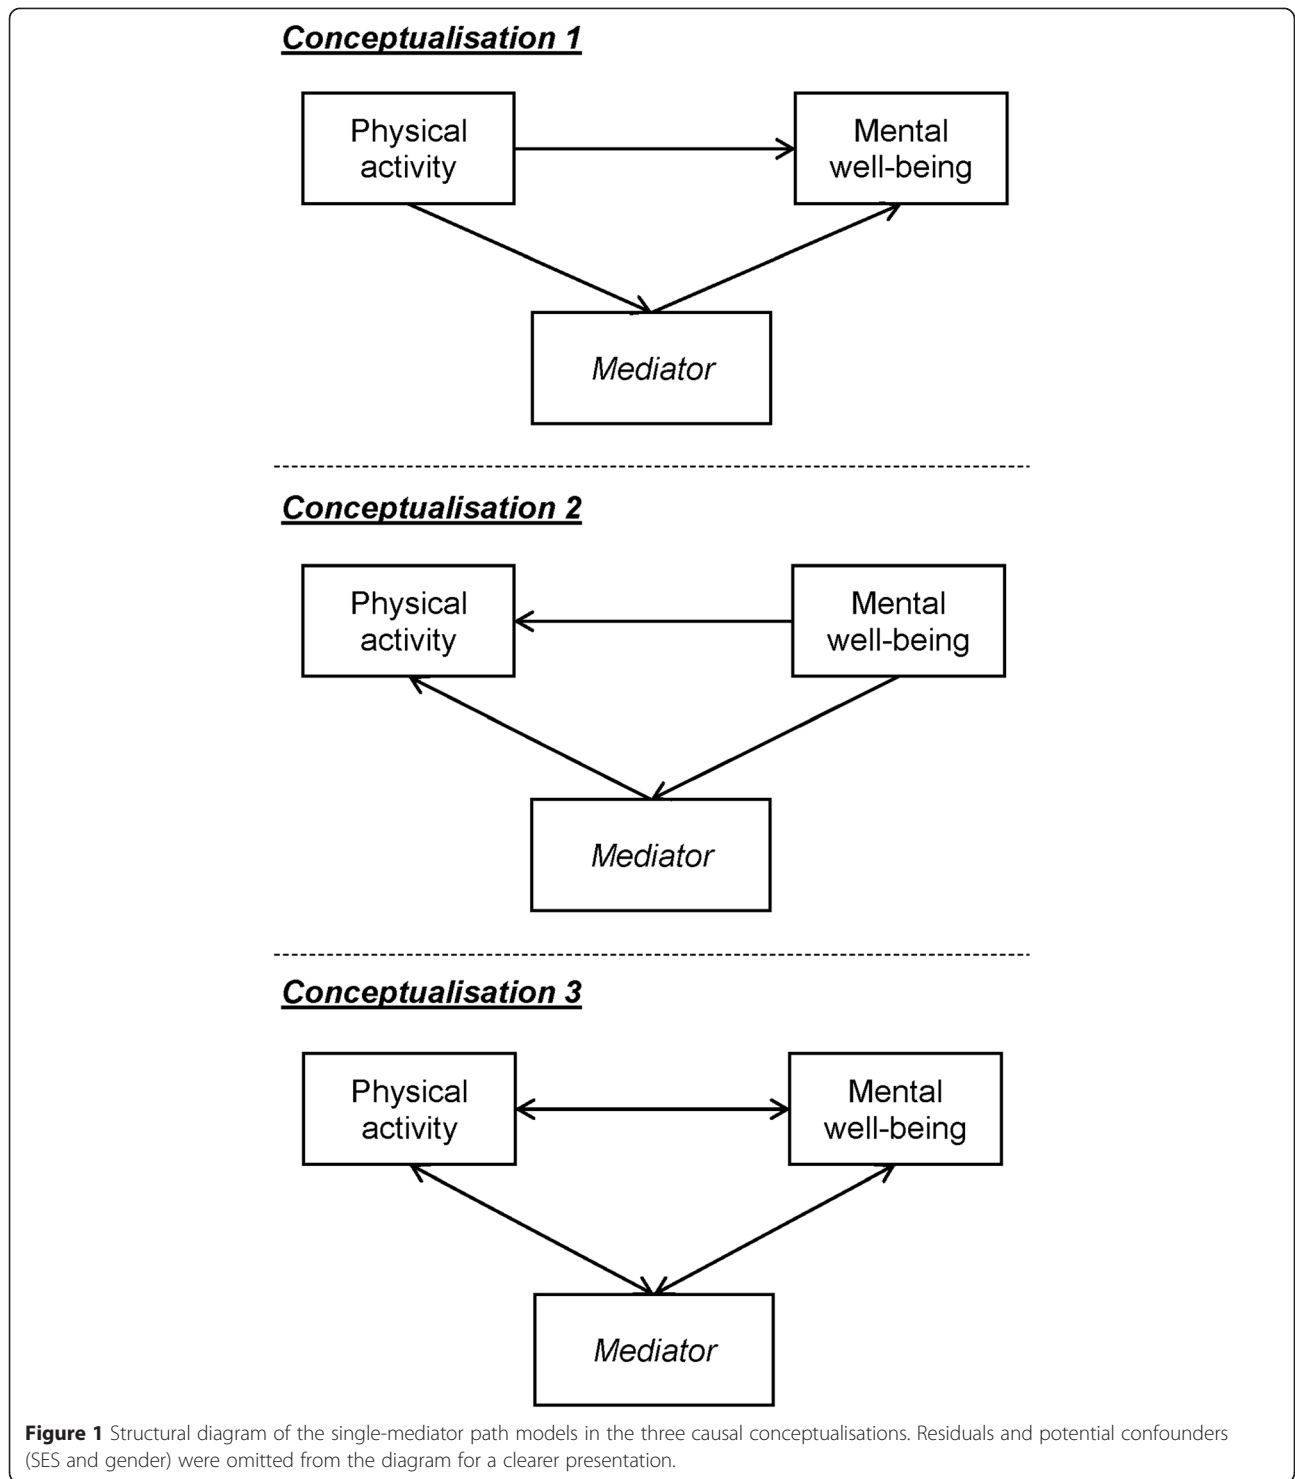 Conceptualisation 1
Physical
activity
Mental
well-being
Mediator
Conceptualisation 2
Physical
activity
Mental
well-being
Mediator
Conceptualisation 3
Physical
activity
Mental
well-being
Mediator
Figure 1 Structural diagram of the single-mediator path models in the three causal conceptualisations. Residuals and potential confounders
(SES and gender) were omitted from the diagram for a clearer presentation.